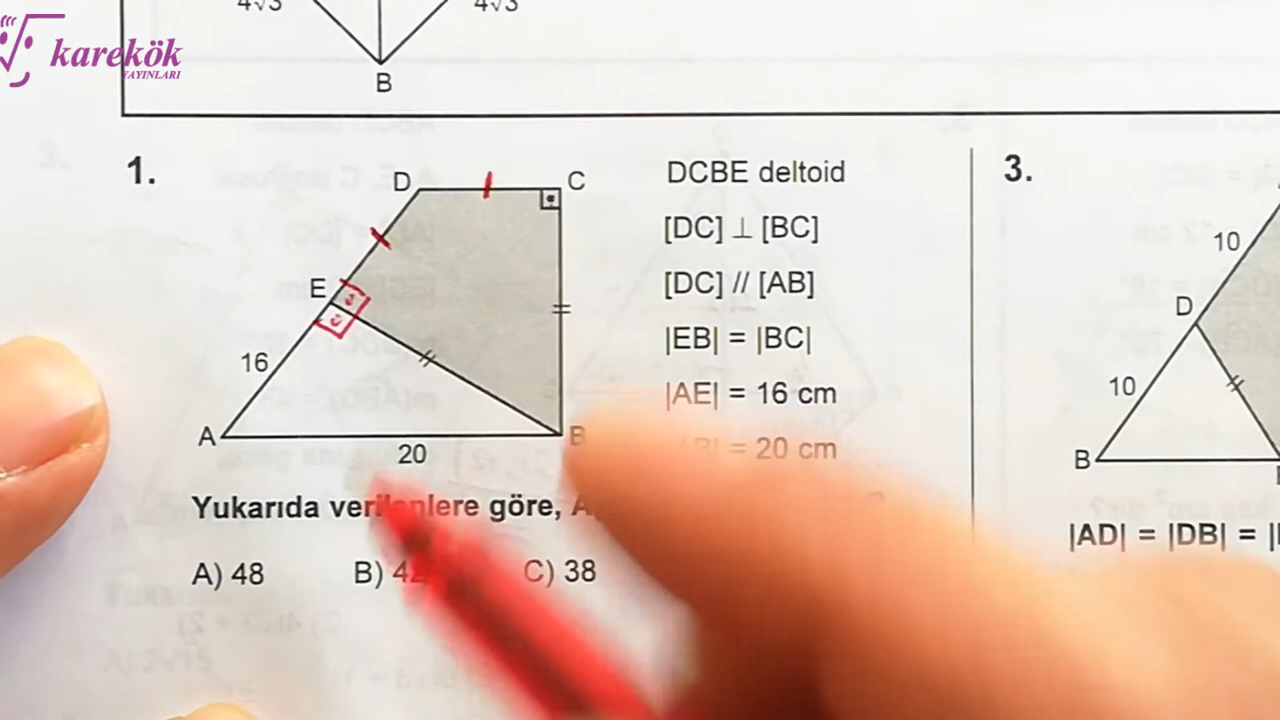 karekök
YAYINLARI
4√3
4√3
B
1.
D
C
E
16
A
20
DCBE deltoid
[DC] ⊥ [BC]
[DC] // [AB]
|EB| = |BC|
|AE| = 16 cm
= 20 cm
Yukarıda verilenlere göre,
A) 48
B)
C) 38
3.
10
D
10
B
|AD| = |DB| =